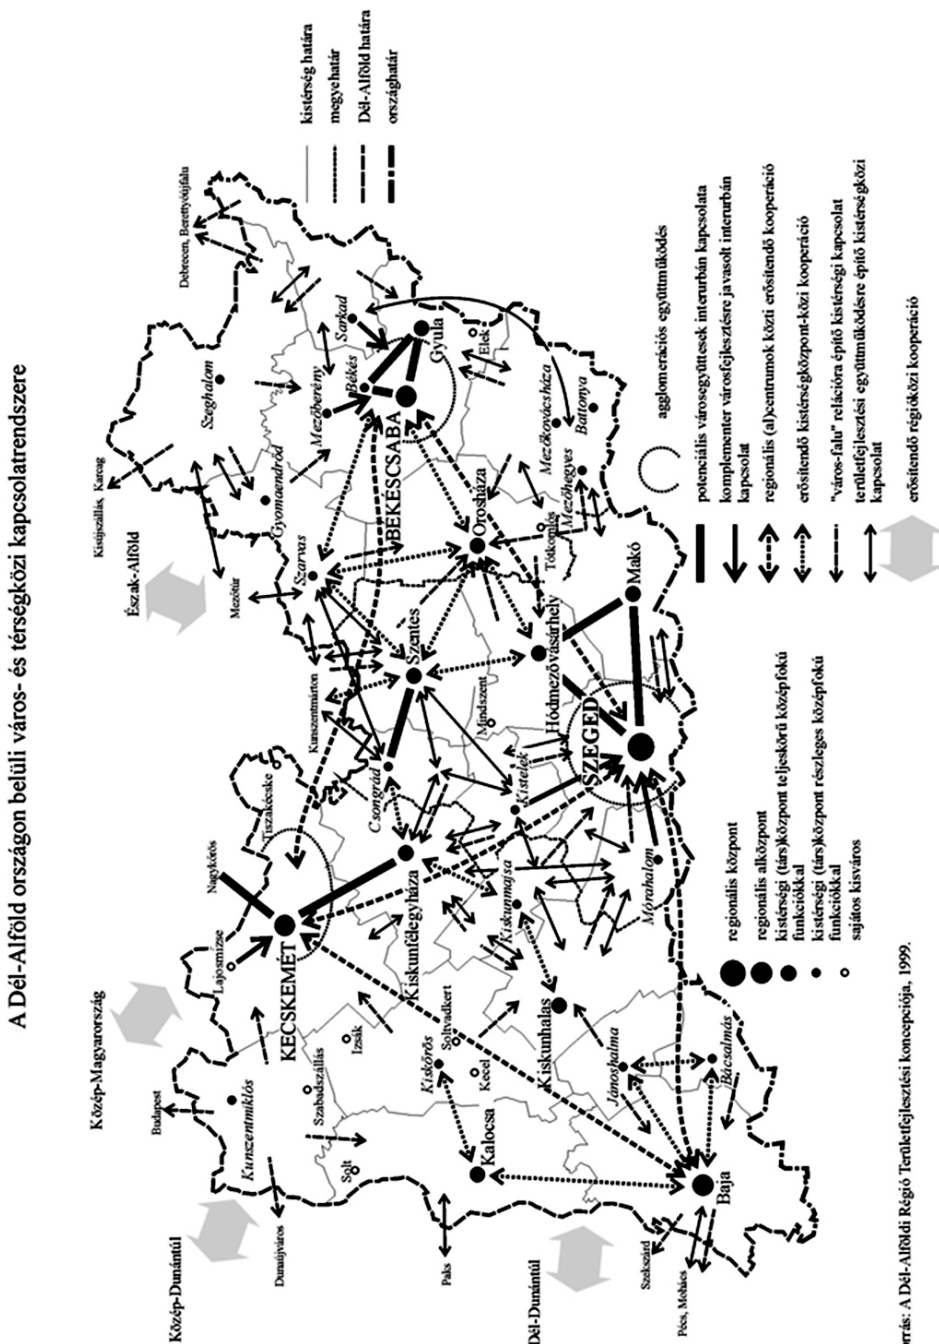 A Dél-Alföld országon belüli város- és térségközi kapcsolatrendszere
Közép-Dunántúl
Közép-Magyarország
Észak-Alföld
Dél-Dunántúl
Budapest
Kisújszállás, Karcag
Debrecen, Berettyóújfalu
Dunaújváros
Paks
Szekszárd
Pécs, Mohács
Mezőtúr
Kunszentmárton
Nagykőrös
Kunszentmiklós
Szabadszállás
Solt
Lajosmizse
KECSKEMÉT
Izsák
Tiszakécske
Kiskunfélegyháza
Kiskőrös
Soltvadkert
Kecel
Kalocsa
Kiskunhalas
Kiskunmajsa
Jánoshalma
Bácsalmás
Baja
Csongrád
Szentes
Mindszent
Kistelek
Hódmezővásárhely
SZEGED
Mórahalom
Makó
Szarvas
Gyomaendrőd
Szeghalom
Mezőberény
Békés
BÉKÉSCSABA
Sarkad
Gyula
Elek
Orosháza
Tótkomlós
Mezőhegyes
Mezőkovácsháza
Battonya
kistérség határa
megyehatár
Dél-Alföld határa
országhatár
agglomerációs együttműködés
potenciális városegyüttesek interurbán kapcsolata
komplementer városfejlesztésre javasolt interurbán
kapcsolat
regionális (al)centrumok közti erősítendő kooperáció
erősítendő kistérségközpont-közi kooperáció
"város-falu" relációra építő kistérségi kapcsolat
területfejlesztési együttműködésre építő kistérségközi
kapcsolat
erősítendő régióközi kooperáció
regionális központ
regionális alközpont
kistérségi (társ)központ teljeskörű középfokú
funkciókkal
kistérségi (társ)központ részleges középfokú
funkciókkal
sajátos kisváros
orrás: A Dél-Alföldi Régió Területfejlesztési koncepciója, 1999.